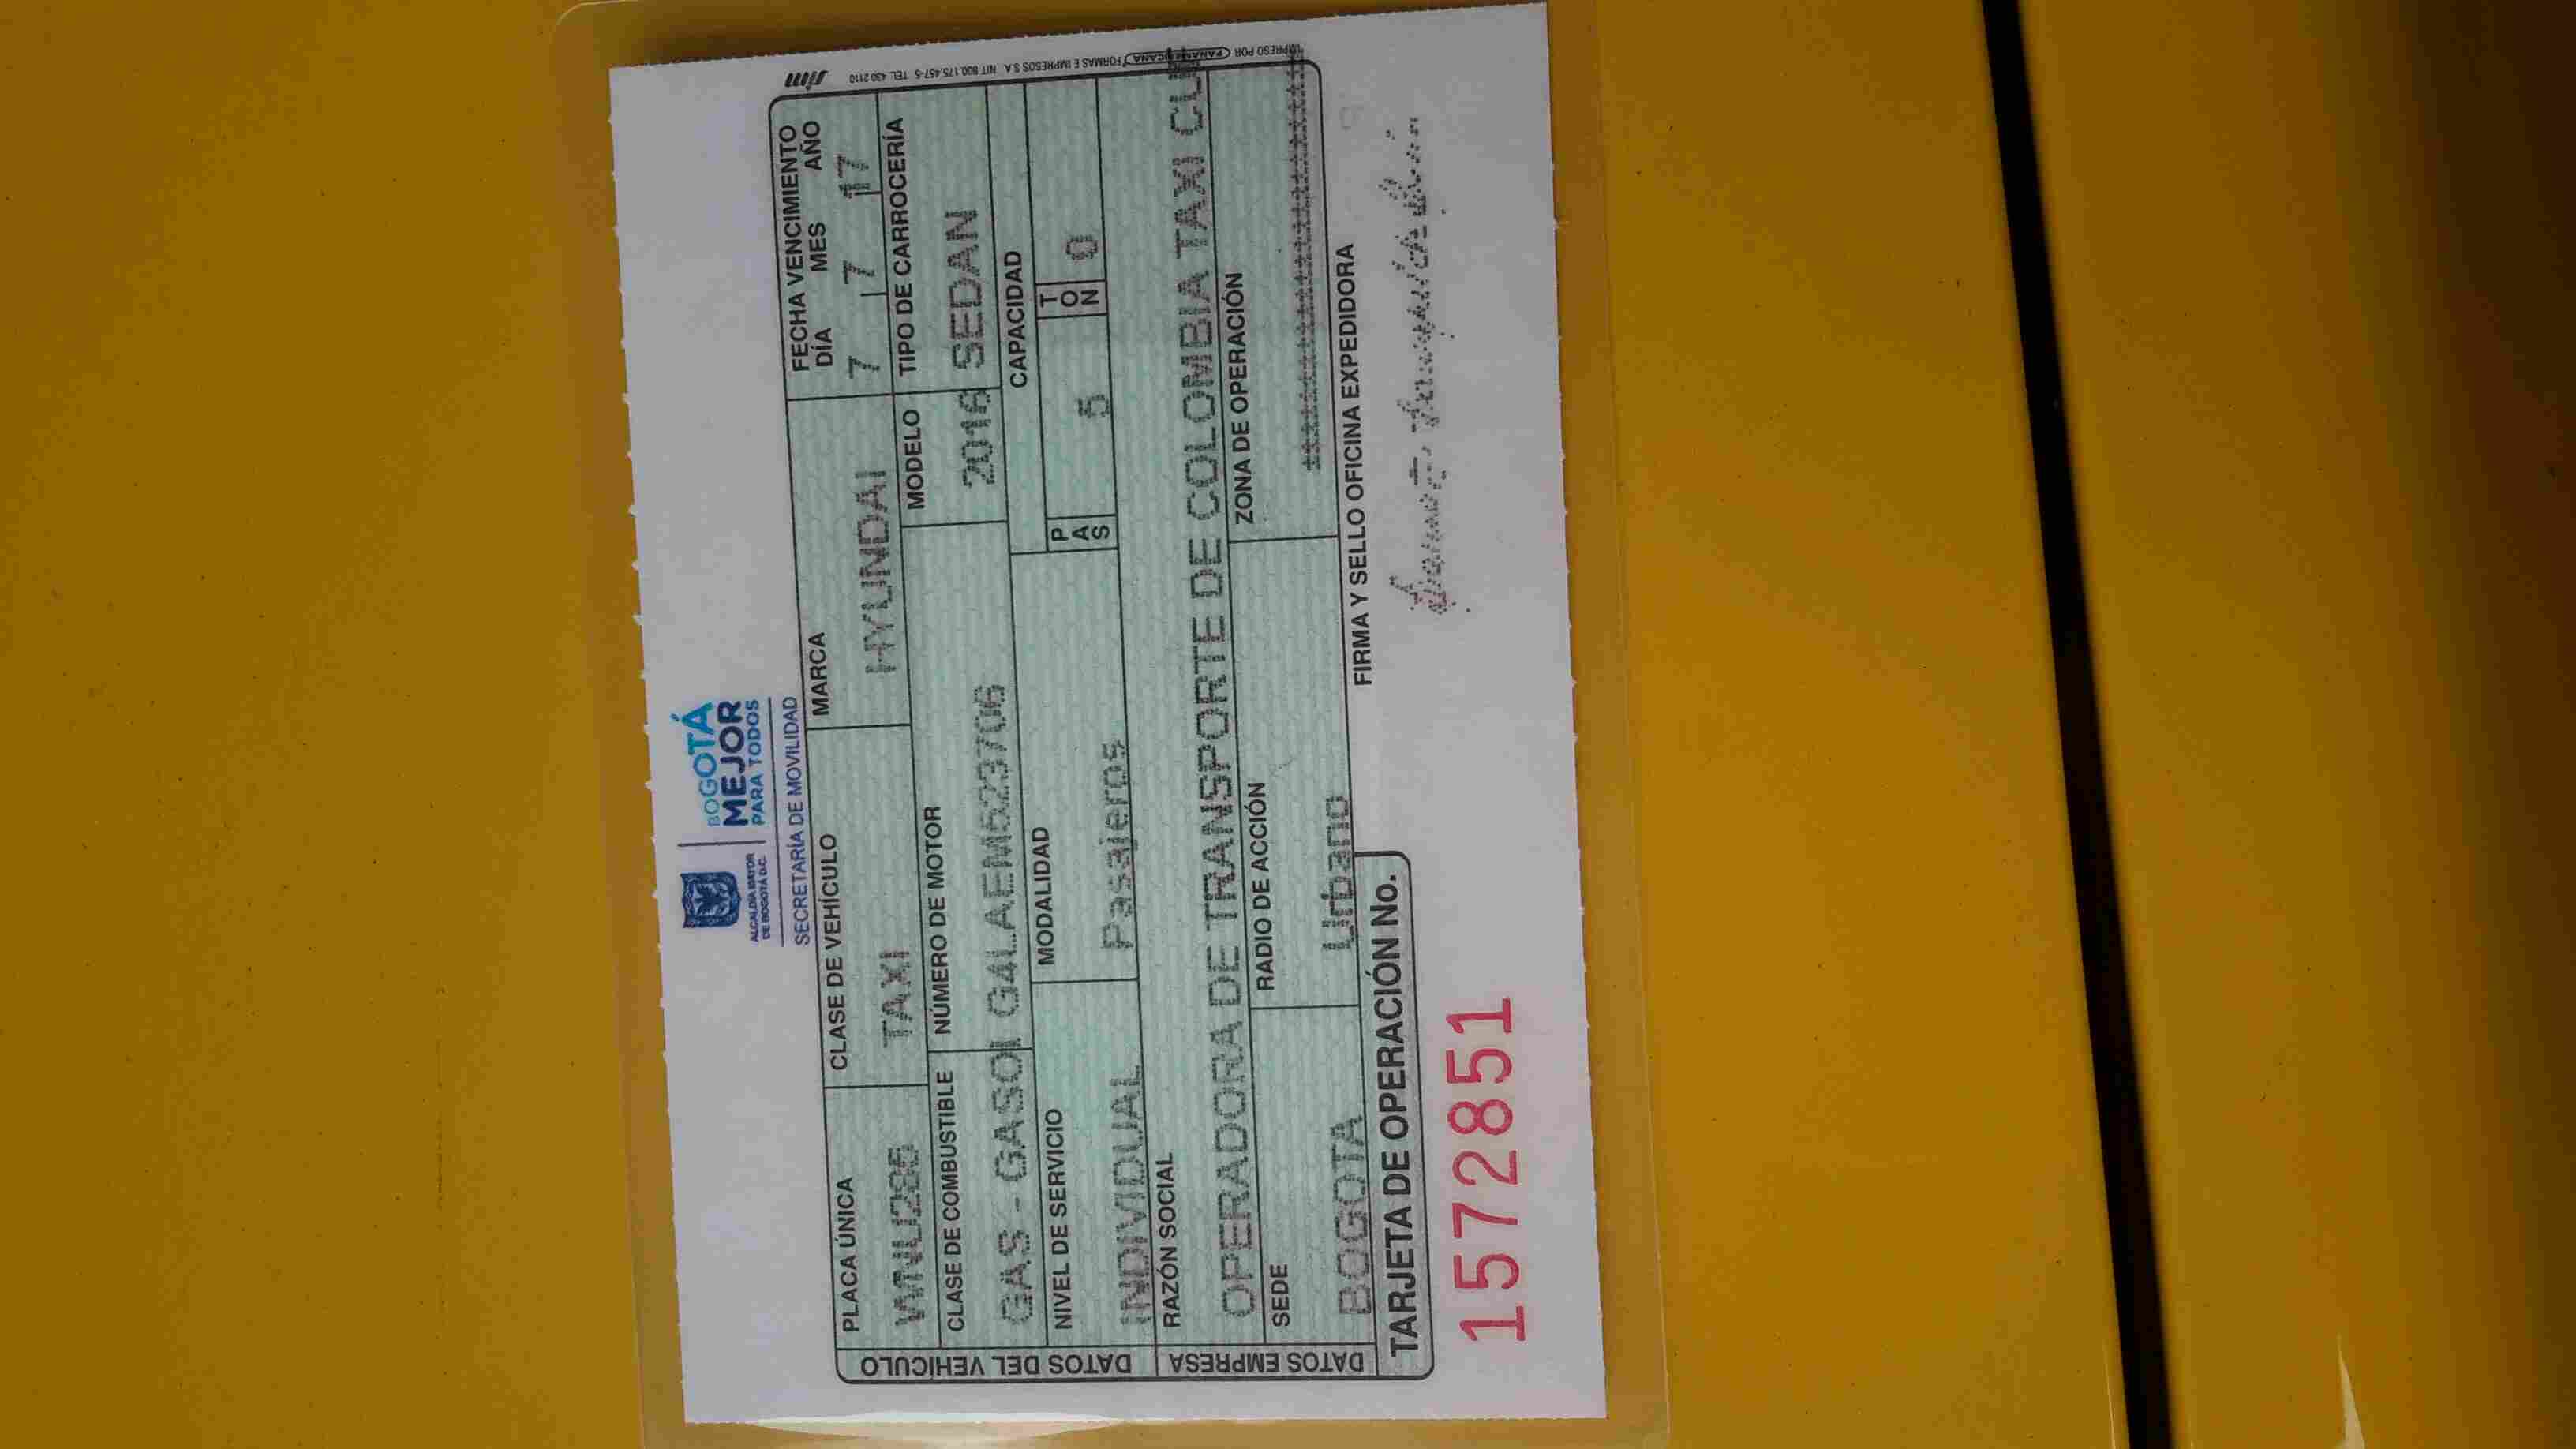 ALCALDÍA MAYOR
DE BOGOTÁ D.C.
BOGOTÁ
MEJOR
PARA TODOS
SECRETARÍA DE MOVILIDAD
DATOS DEL VEHÍCULO
PLACA ÚNICA CLASE DE VEHÍCULO MARCA FECHA VENCIMIENTO
DÍA MES AÑO
TAXI HYUNDAI 7 7 17
CLASE DE COMBUSTIBLE NÚMERO DE MOTOR MODELO TIPO DE CARROCERÍA
GAS - GASOL G4LAEM523706 2016 SEDAN
NIVEL DE SERVICIO MODALIDAD CAPACIDAD
INDIVIDUAL Pasajeros PAS 5 TON 0
DATOS EMPRESA
RAZÓN SOCIAL
OPERADORA DE TRANSPORTE DE COLOMBIA TAXI CU
SEDE RADIO DE ACCIÓN ZONA DE OPERACIÓN
BOGOTA Urbano ********************
TARJETA DE OPERACIÓN No. FIRMA Y SELLO OFICINA EXPEDIDORA
1572851
IMPRESO POR PANAMERICANA FORMAS E IMPRESOS S.A. NIT 800.175.457-5 TEL. 430 2110
sim